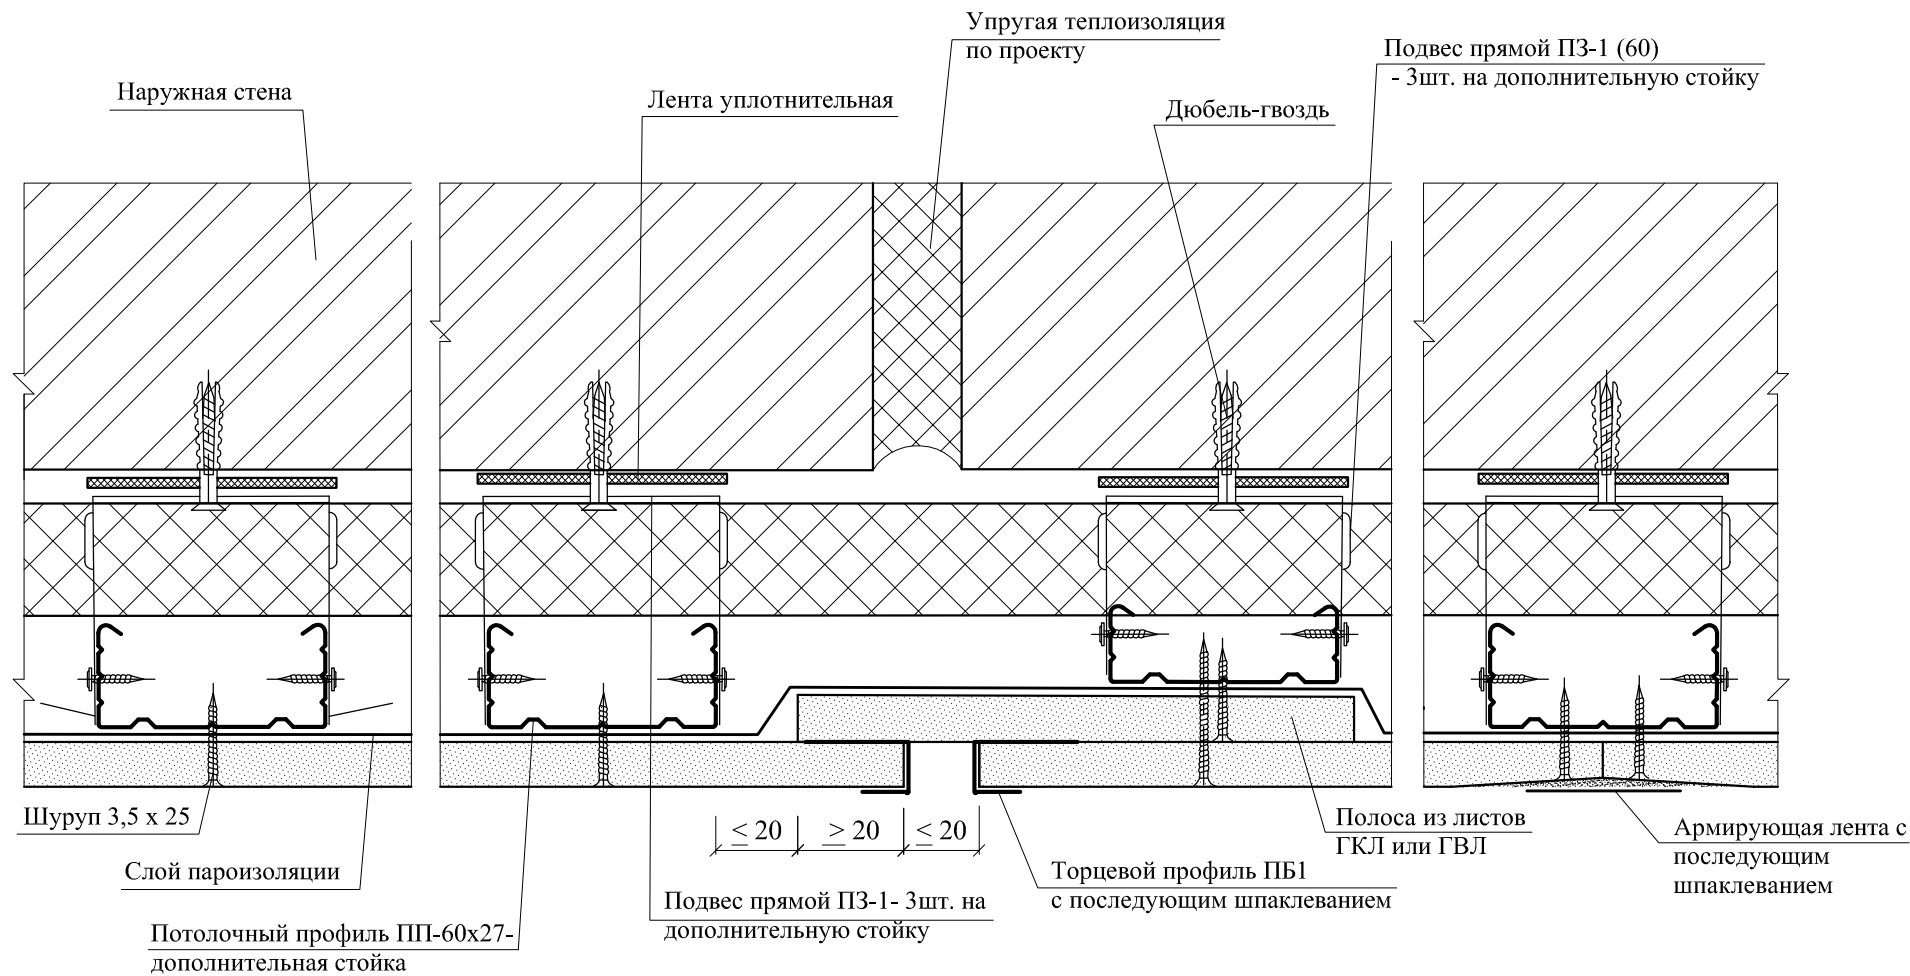 Упругая теплоизоляция
по проекту
Подвес прямой ПЗ-1 (60)
- 3шт. на дополнительную стойку
Наружная стена
Лента уплотнительная
Дюбель-гвоздь
Шуруп 3,5 х 25
≤ 20
≥ 20
≤ 20
Полоса из листов
ГКЛ или ГВЛ
Армирующая лента с
последующим
шпаклеванием
Слой пароизоляции
Торцевой профиль ПБ1
с последующим шпаклеванием
Подвес прямой ПЗ-1- 3шт. на
дополнительную стойку
Потолочный профиль ПП-60х27-
дополнительная стойка